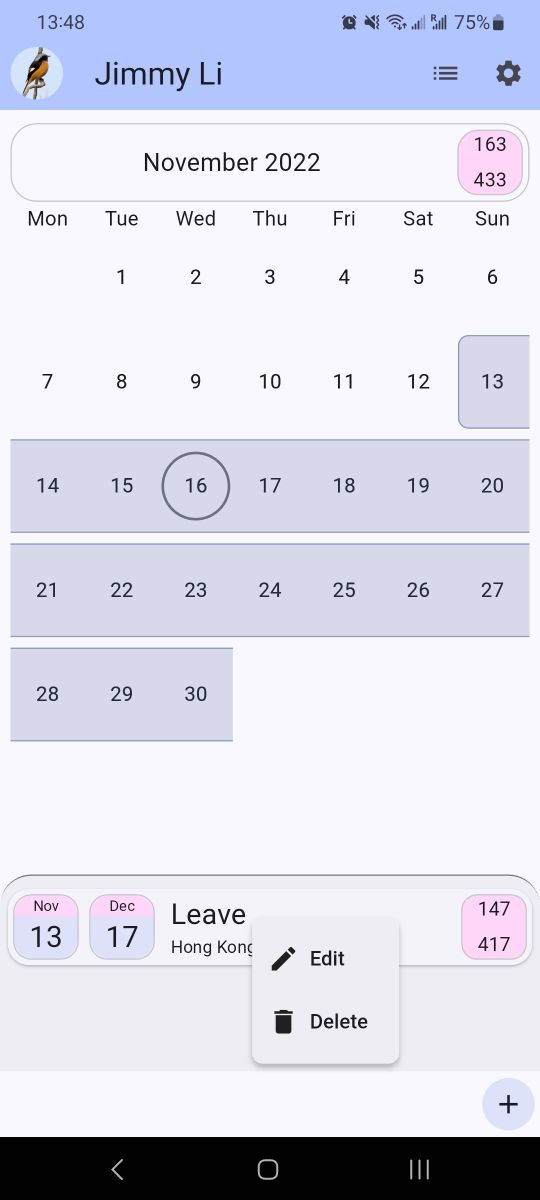 13:48
R
75%
Jimmy Li
November 2022
163
433
Mon Tue Wed Thu Fri Sat Sun
1 2 3 4 5 6
7 8 9 10 11 12 13
14 15 16 17 18 19 20
21 22 23 24 25 26 27
28 29 30
Nov
13
Dec
17
Leave
Hong Kong
147
417
Edit
Delete